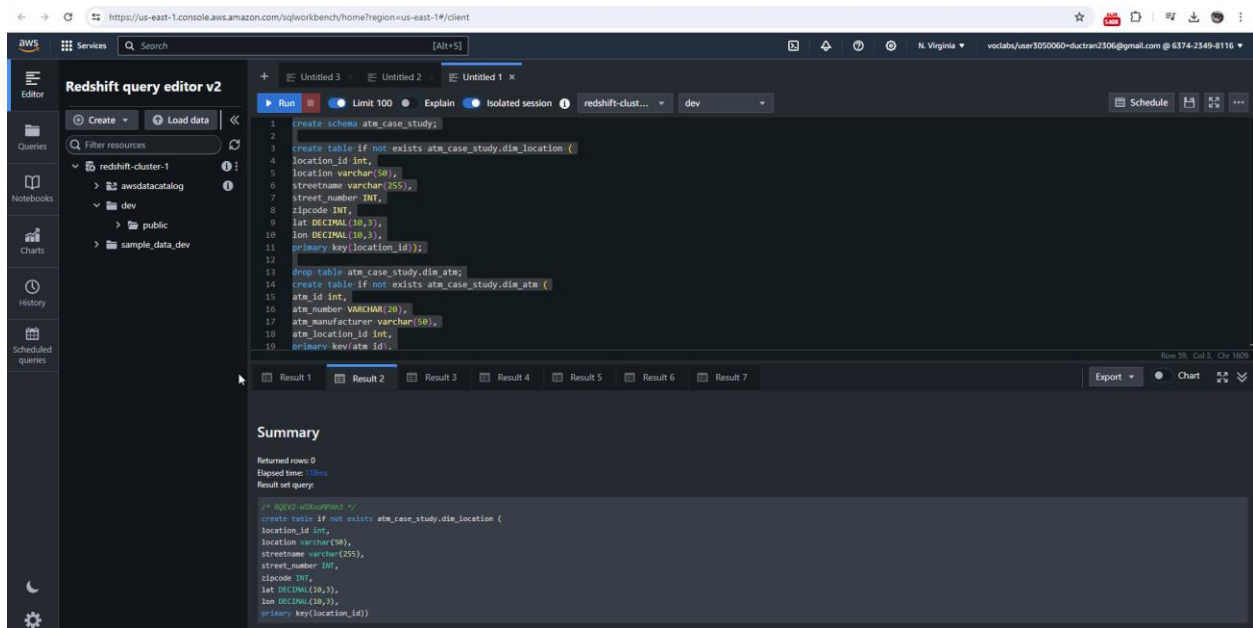 https://us-east-1.console.aws.amazon.com/sqlworkbench/home?region=us-east-1#/client
aws
Services
Search
[Alt+S]
N. Virginia
voclabs/user3050060=ductran2306@gmail.com @ 6374-2349-8116
Editor
Queries
Notebooks
Charts
History
Scheduled
queries
Redshift query editor v2
Create
Load data
Filter resources
redshift-cluster-1
awsdatacatalog
dev
public
sample_data_dev
Untitled 3
Untitled 2
Untitled 1
Run
Limit 100
Explain
Isolated session
redshift-clust...
dev
Schedule
1 create schema atm_case_study;
2
3 create table if not exists atm_case_study.dim_location (
4 location_id int,
5 location varchar(50),
6 streetname varchar(255),
7 street_number INT,
8 zipcode INT,
9 lat DECIMAL(10,3),
10 lon DECIMAL(10,3),
11 primary key(location_id));
12
13 drop table atm_case_study.dim_atm;
14 create table if not exists atm_case_study.dim_atm (
15 atm_id int,
16 atm_number VARCHAR(20),
17 atm_manufacturer varchar(50),
18 atm_location_id int,
19 primary key(atm_id),
Row 59, Col 3, Chr 1609
Result 1
Result 2
Result 3
Result 4
Result 5
Result 6
Result 7
Export
Chart
Summary
Returned rows: 0
Elapsed time: 118ms
Result set query:
create table if not exists atm_case_study.dim_location (
location_id int,
location varchar(50),
streetname varchar(255),
street_number INT,
zipcode INT,
lat DECIMAL(10,3),
lon DECIMAL(10,3),
primary key(location_id))